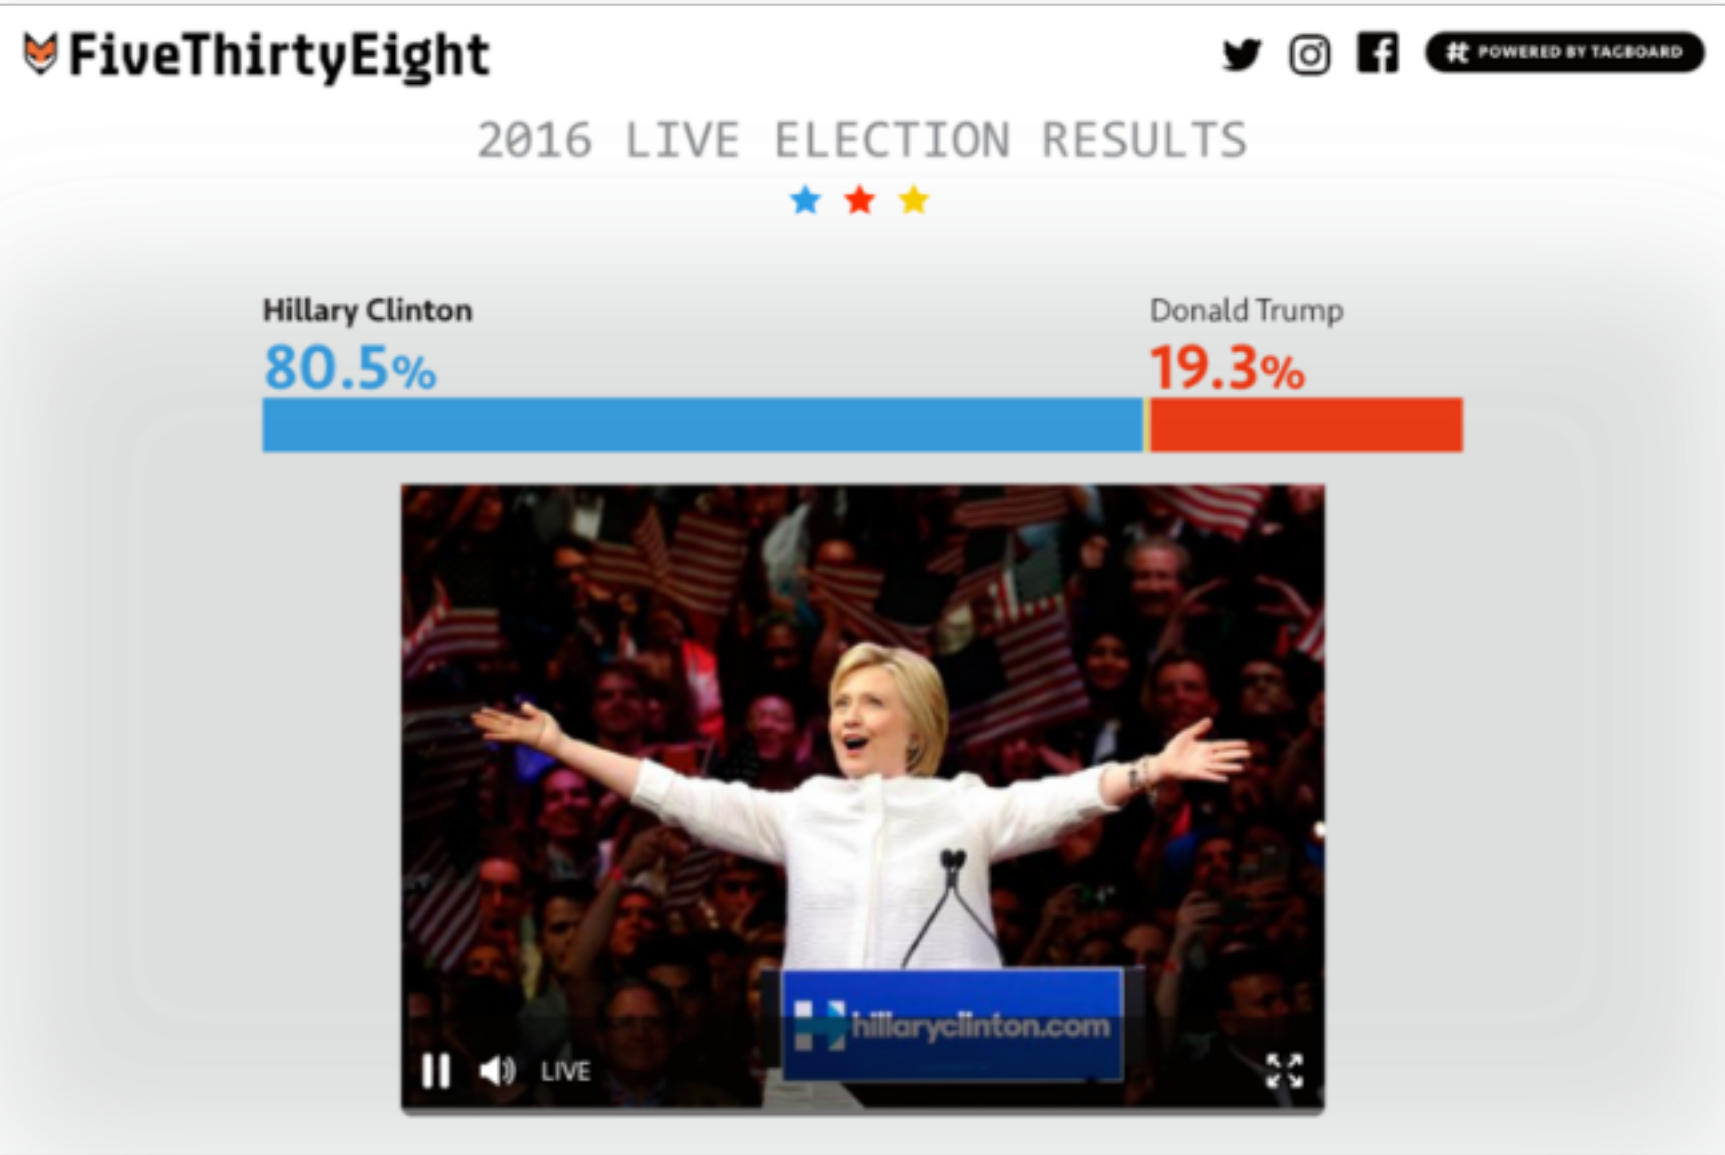 FiveThirtyEight
POWERED BY TAGBOARD
2016 LIVE ELECTION RESULTS
Hillary Clinton
Donald Trump
80.5%
19.3%
hillaryclinton.com
LIVE